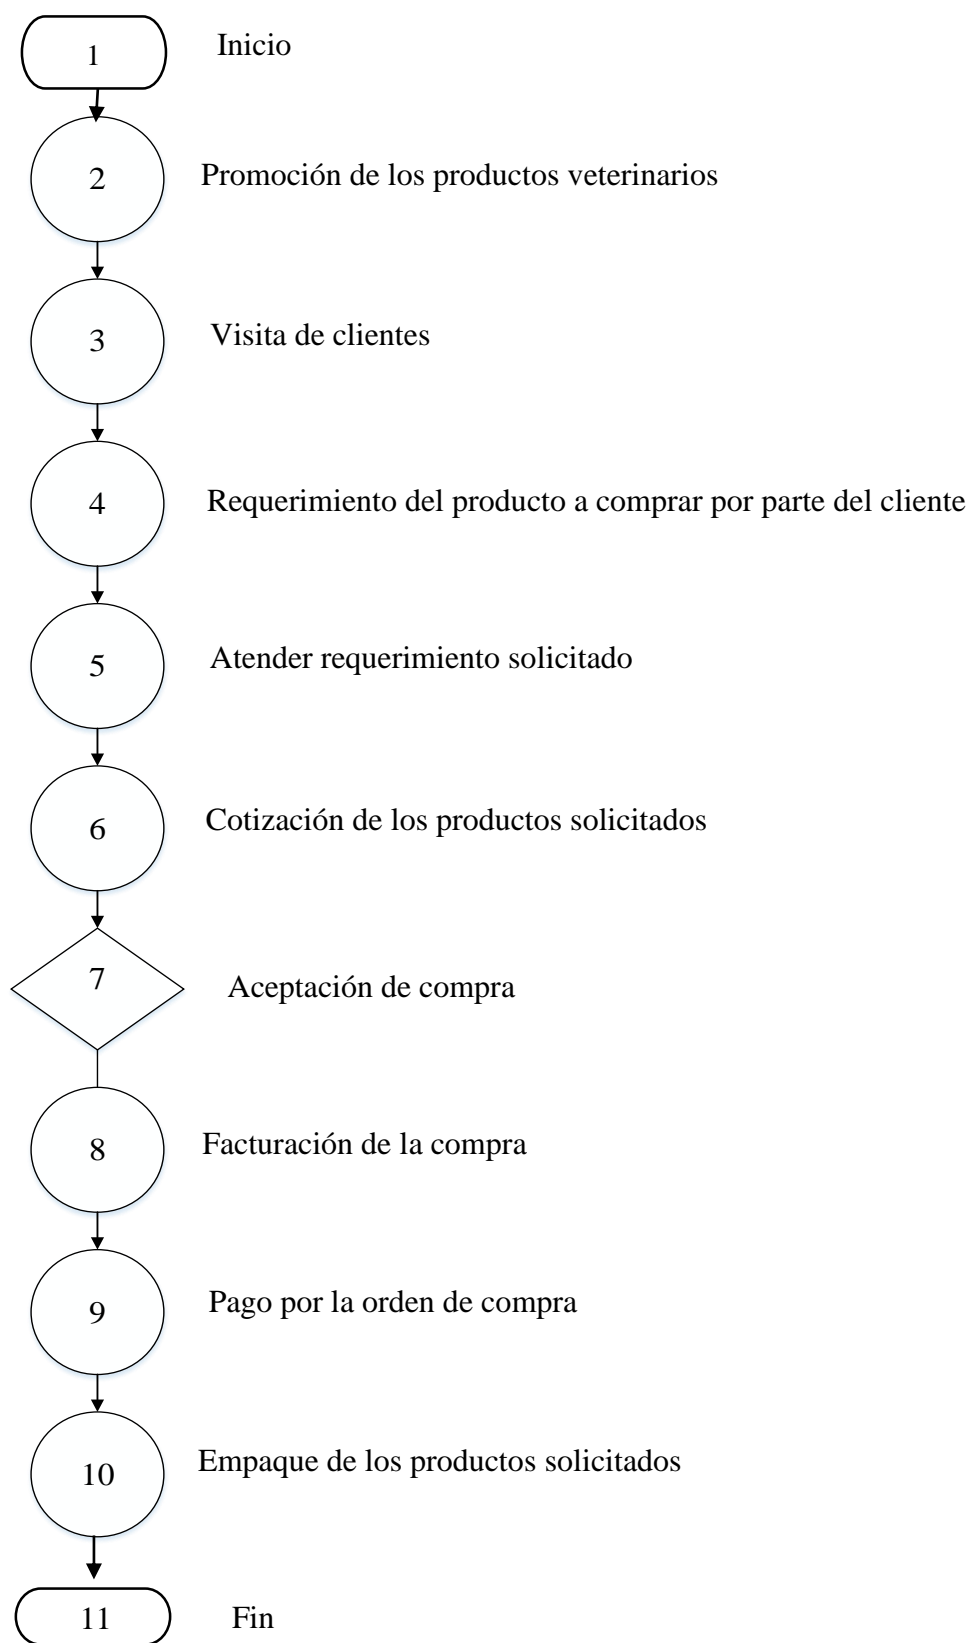 1 Inicio
2 Promoción de los productos veterinarios
3 Visita de clientes
4 Requerimiento del producto a comprar por parte del cliente
5 Atender requerimiento solicitado
6 Cotización de los productos solicitados
7 Aceptación de compra
8 Facturación de la compra
9 Pago por la orden de compra
10 Empaque de los productos solicitados
11 Fin